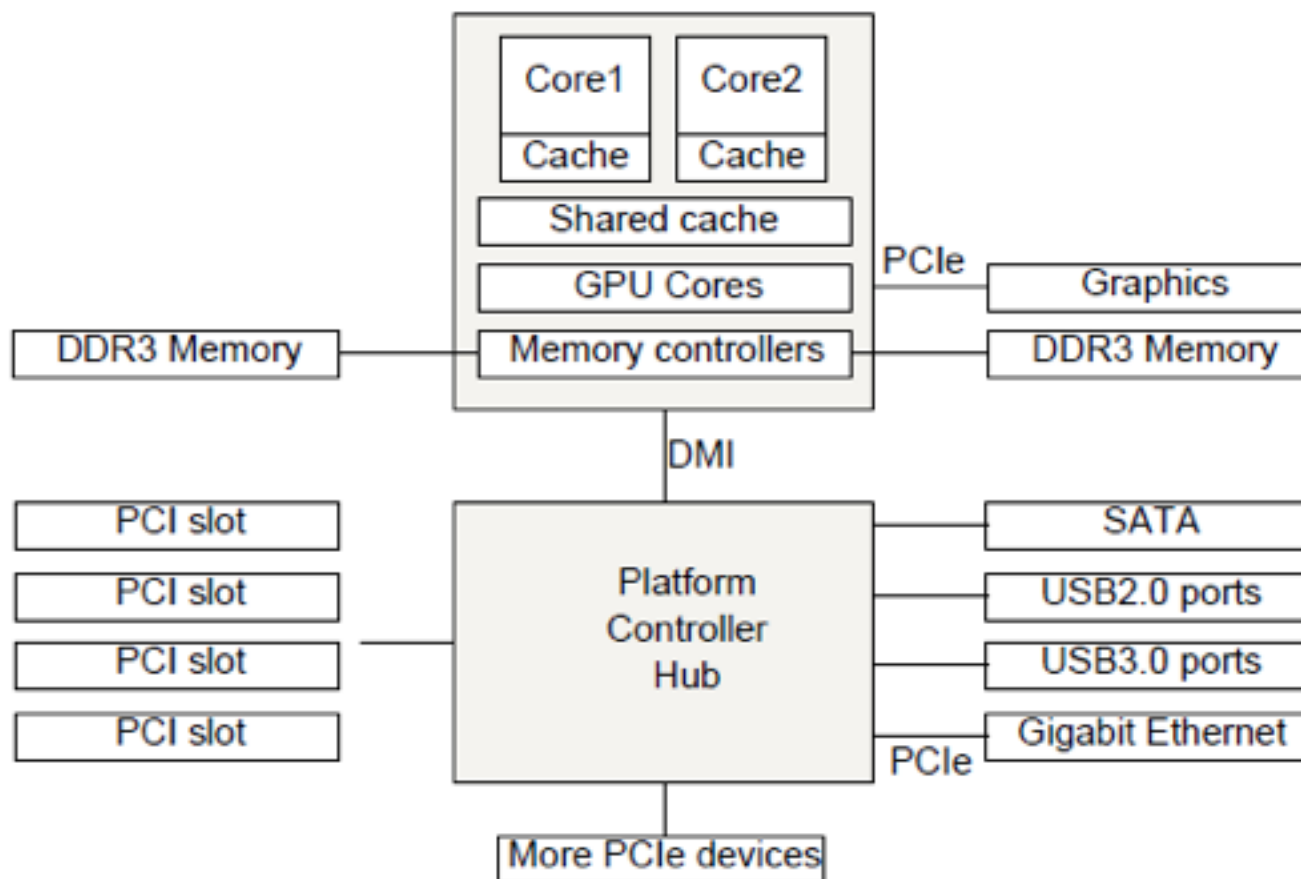 Core1
Core2
Cache
Cache
Shared cache
PCIe
GPU Cores
Graphics
DDR3 Memory
Memory controllers
DDR3 Memory
DMI
PCI slot
SATA
PCI slot
Platform
Controller
Hub
USB2.0 ports
PCI slot
USB3.0 ports
PCI slot
Gigabit Ethernet
PCIe
More PCIe devices